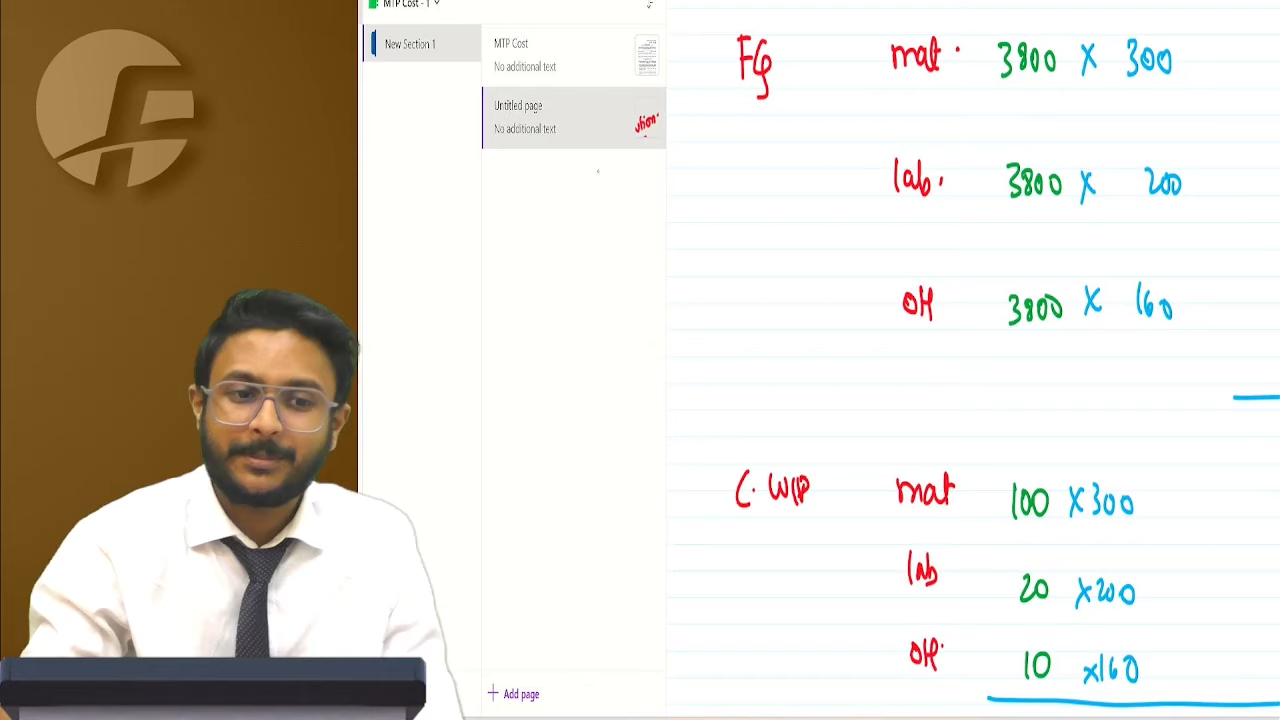 MTP Cost - 1
New Section 1
MTP Cost
No additional text
Untitled page
No additional text
Add page
FG mat. 3800 x 300
lab. 3800 x 200
OH 3800 x 160
C. WIP mat 100 x 300
lab 20 x 200
OH. 10 x 160